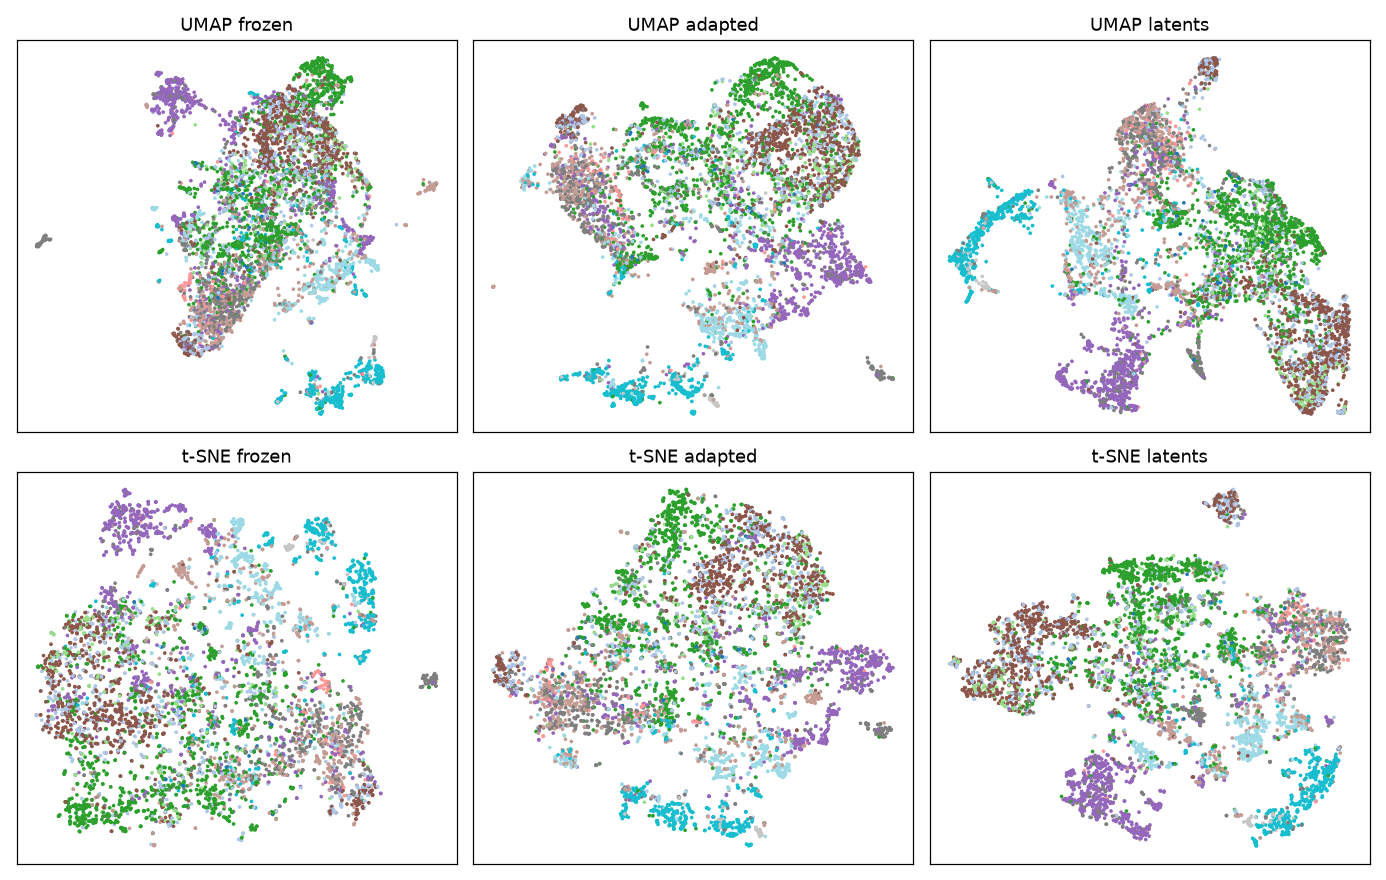 UMAP frozen
UMAP adapted
UMAP latents
t-SNE frozen
t-SNE adapted
t-SNE latents